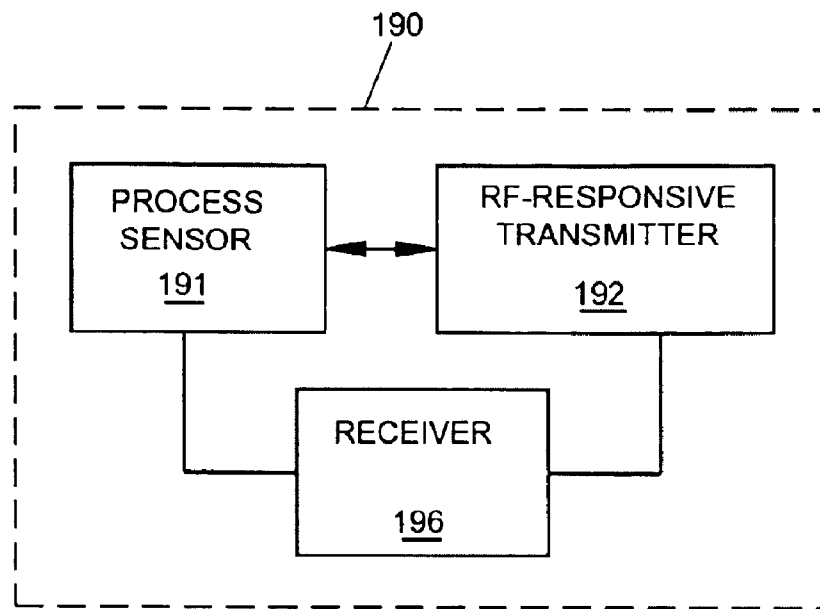 190
PROCESS
SENSOR
191
RF-RESPONSIVE
TRANSMITTER
192
RECEIVER
196